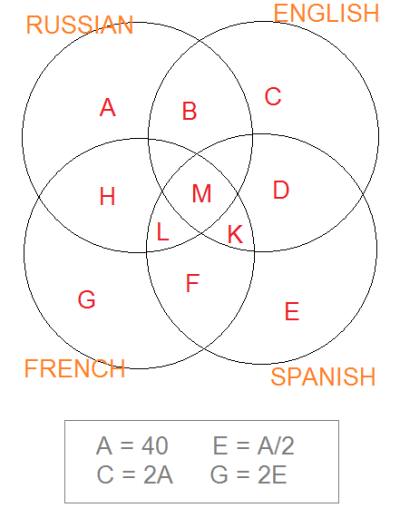 RUSSIAN
ENGLISH
A
B
C
H
M
D
L
K
G
F
E
FRENCH
SPANISH
A = 40 E = A/2
C = 2A G = 2E